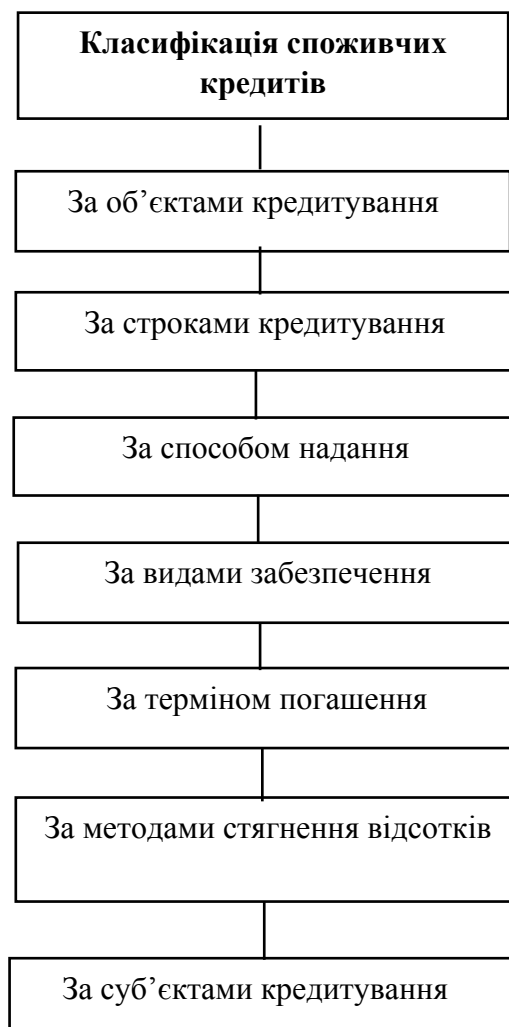 Класифікація споживчих
кредитів
За об’єктами кредитування
За строками кредитування
За способом надання
За видами забезпечення
За терміном погашення
За методами стягнення відсотків
За суб’єктами кредитування